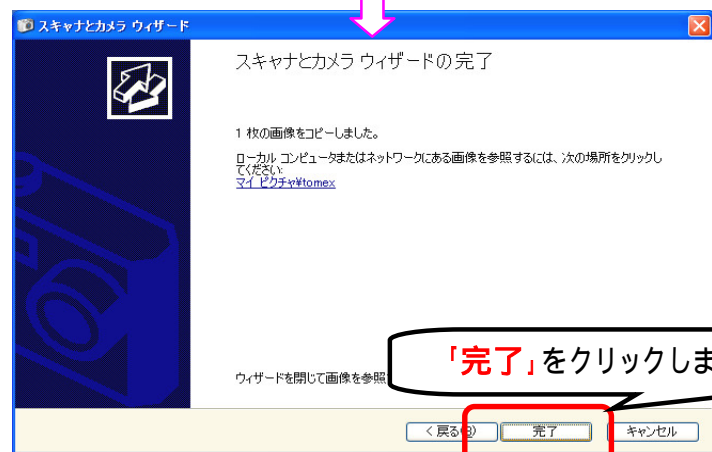 スキャナとカメラ ウィザード
スキャナとカメラ ウィザードの完了
1 枚の画像をコピーしました。
ローカル コンピュータまたはネットワークにある画像を参照するには、次の場所をクリックし
てください:
マイ ピクチャ¥tomex
「完了」をクリックしま
ウィザードを閉じて画像を参照
< 戻る(B)
完了
キャンセル